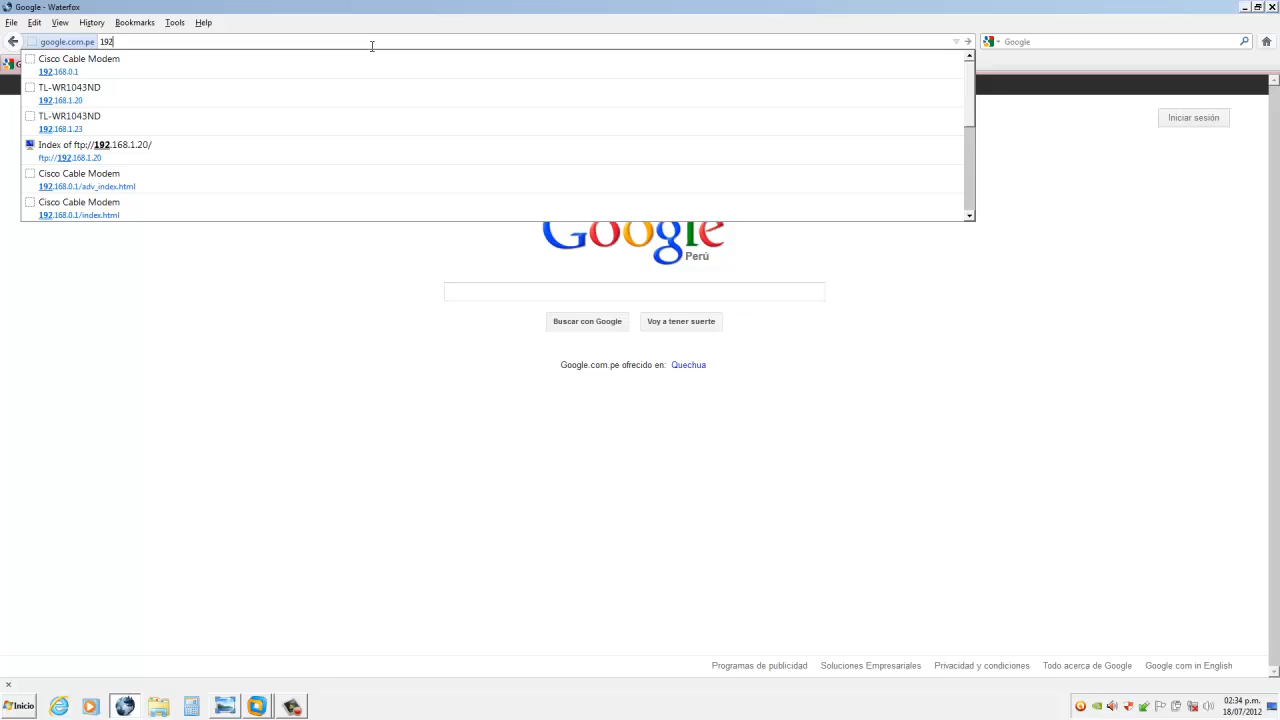 Google - Waterfox
File Edit View History Bookmarks Tools Help
google.com.pe 192
Google
Cisco Cable Modem
192.168.0.1
TL-WR1043ND
192.168.1.20
TL-WR1043ND
192.168.1.23
Index of ftp://192.168.1.20/
ftp://192.168.1.20
Cisco Cable Modem
192.168.0.1/adv_index.html
Cisco Cable Modem
192.168.0.1/index.html
Iniciar sesión
Google
Perú
Buscar con Google Voy a tener suerte
Google.com.pe ofrecido en: Quechua
Programas de publicidad Soluciones Empresariales Privacidad y condiciones Todo acerca de Google Google.com in English
Inicio
02:34 p.m.
18/07/2012